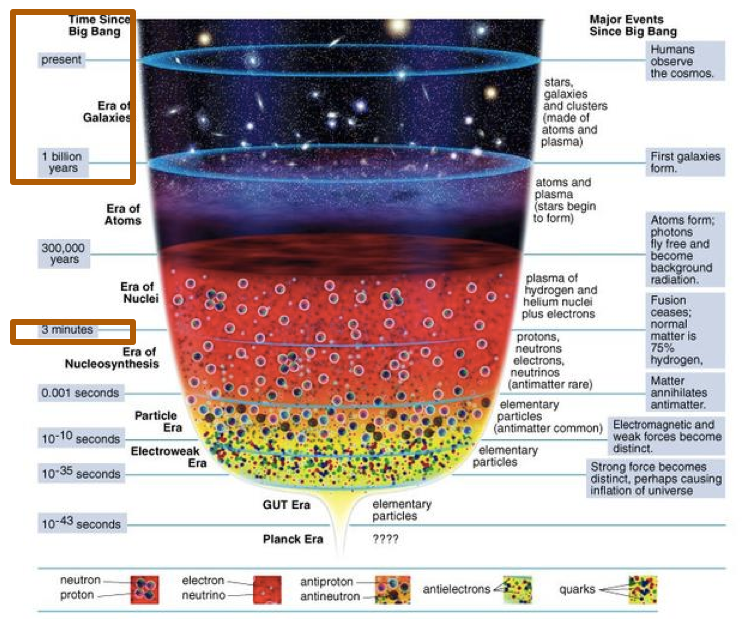 Time Since
Big Bang
Major Events
Since Big Bang
present
Humans
observe
the cosmos.
Era of
Galaxies
stars,
galaxies
and clusters
(made of
atoms and
plasma)
1 billion
years
First galaxies
form.
Era of
Atoms
atoms and
plasma
(stars begin
to form)
300,000
years
Atoms form;
photons
fly free and
become
background
radiation.
Era of
Nuclei
plasma of
hydrogen and
helium nuclei
plus electrons
3 minutes
Fusion
ceases;
normal
matter is
75%
hydrogen,
Era of
Nucleosynthesis
protons,
neutrons
electrons,
neutrinos
(antimatter rare)
0.001 seconds
Matter
annihilates
antimatter.
Particle
Era
elementary
particles
(antimatter common)
10-10 seconds
Electromagnetic and
weak forces become
distinct.
Electroweak
Era
elementary
particles
10-35 seconds
Strong force becomes
distinct, perhaps causing
inflation of universe
GUT Era
elementary
particles
10-43 seconds
Planck Era
????
neutron
proton
electron
neutrino
antiproton
antineutron
antielectrons
quarks